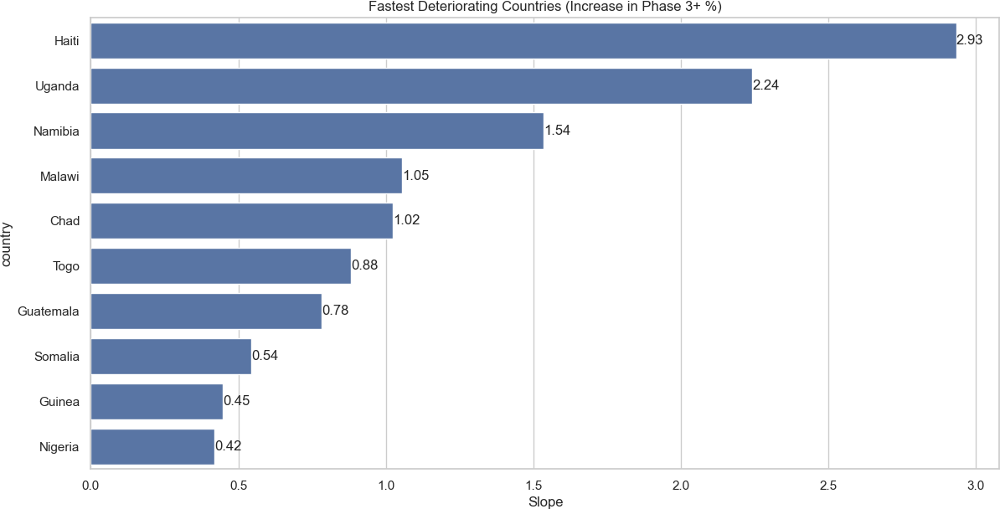 Fastest Deteriorating Countries (Increase in Phase 3+ %)
country
Haiti 2.93
Uganda 2.24
Namibia 1.54
Malawi 1.05
Chad 1.02
Togo 0.88
Guatemala 0.78
Somalia 0.54
Guinea 0.45
Nigeria 0.42
0.0 0.5 1.0 1.5 2.0 2.5 3.0
Slope